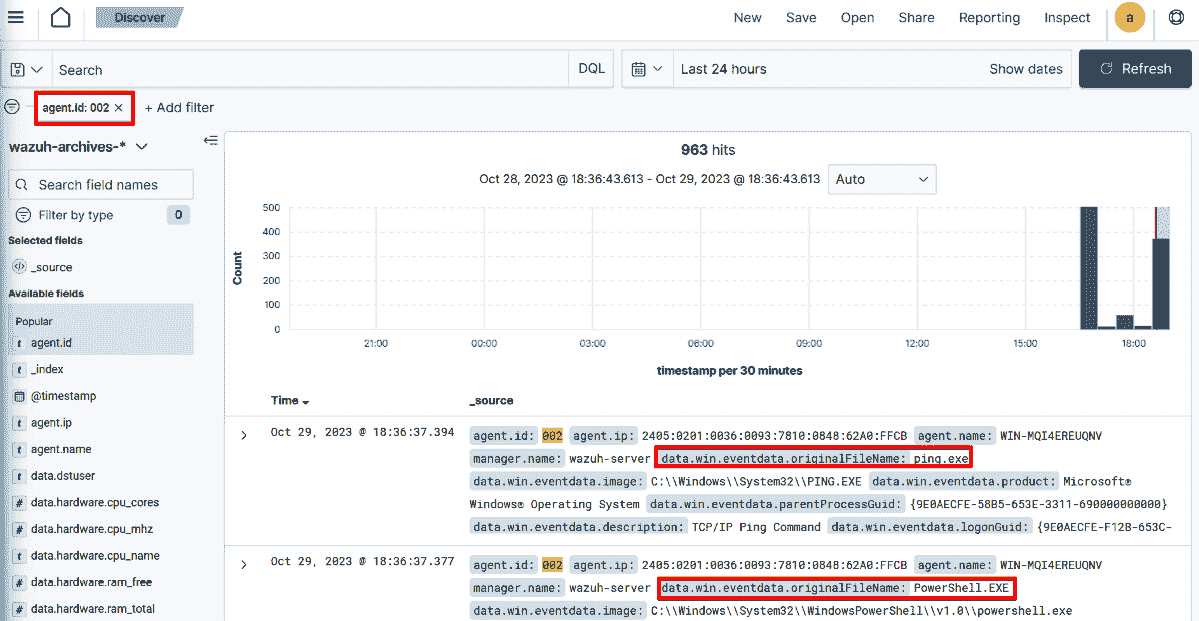 Discover
New Save Open Share Reporting Inspect a
Search DQL Last 24 hours Show dates Refresh
agent.id: 002 × + Add filter
wazuh-archives-*
Search field names
Filter by type 0
Selected fields
_source
Available fields
Popular
t agent.id
t _index
@timestamp
t agent.ip
t agent.name
t data.dstuser
# data.hardware.cpu_cores
# data.hardware.cpu_mhz
t data.hardware.cpu_name
# data.hardware.ram_free
# data.hardware.ram_total
963 hits
Oct 28, 2023 @ 18:36:43.613 - Oct 29, 2023 @ 18:36:43.613 Auto
Count
500
400
300
200
100
0
21:00 00:00 03:00 06:00 09:00 12:00 15:00 18:00
timestamp per 30 minutes
Time _source
Oct 29, 2023 @ 18:36:37.394 agent.id: 002 agent.ip: 2405:0201:0036:0093:7810:0848:62A0:FFCB agent.name: WIN-MQI4EREUQNV
manager.name: wazuh-server data.win.eventdata.originalFileName: ping.exe
data.win.eventdata.image: C:\\Windows\\System32\\PING.EXE data.win.eventdata.product: Microsoft®
Windows® Operating System data.win.eventdata.parentProcessGuid: {9E0AECFE-58B5-653E-3311-690000000000}
data.win.eventdata.description: TCP/IP Ping Command data.win.eventdata.logonGuid: {9E0AECFE-F12B-653C-
Oct 29, 2023 @ 18:36:37.377 agent.id: 002 agent.ip: 2405:0201:0036:0093:7810:0848:62A0:FFCB agent.name: WIN-MQI4EREUQNV
manager.name: wazuh-server data.win.eventdata.originalFileName: PowerShell.EXE
data.win.eventdata.image: C:\\Windows\\System32\\WindowsPowerShell\\v1.0\\powershell.exe